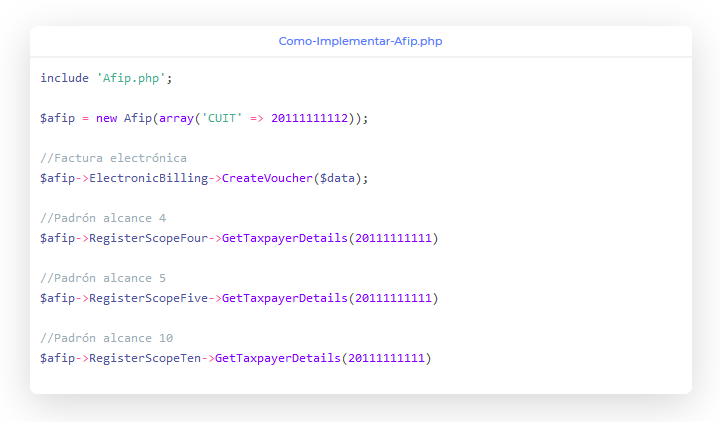 Como-Implementar-Afip.php
include 'Afip.php';
$afip = new Afip(array('CUIT' => 20111111112));
//Factura electrónica
$afip->ElectronicBilling->CreateVoucher($data);
//Padrón alcance 4
$afip->RegisterScopeFour->GetTaxpayerDetails(20111111111)
//Padrón alcance 5
$afip->RegisterScopeFive->GetTaxpayerDetails(20111111111)
//Padrón alcance 10
$afip->RegisterScopeTen->GetTaxpayerDetails(20111111111)